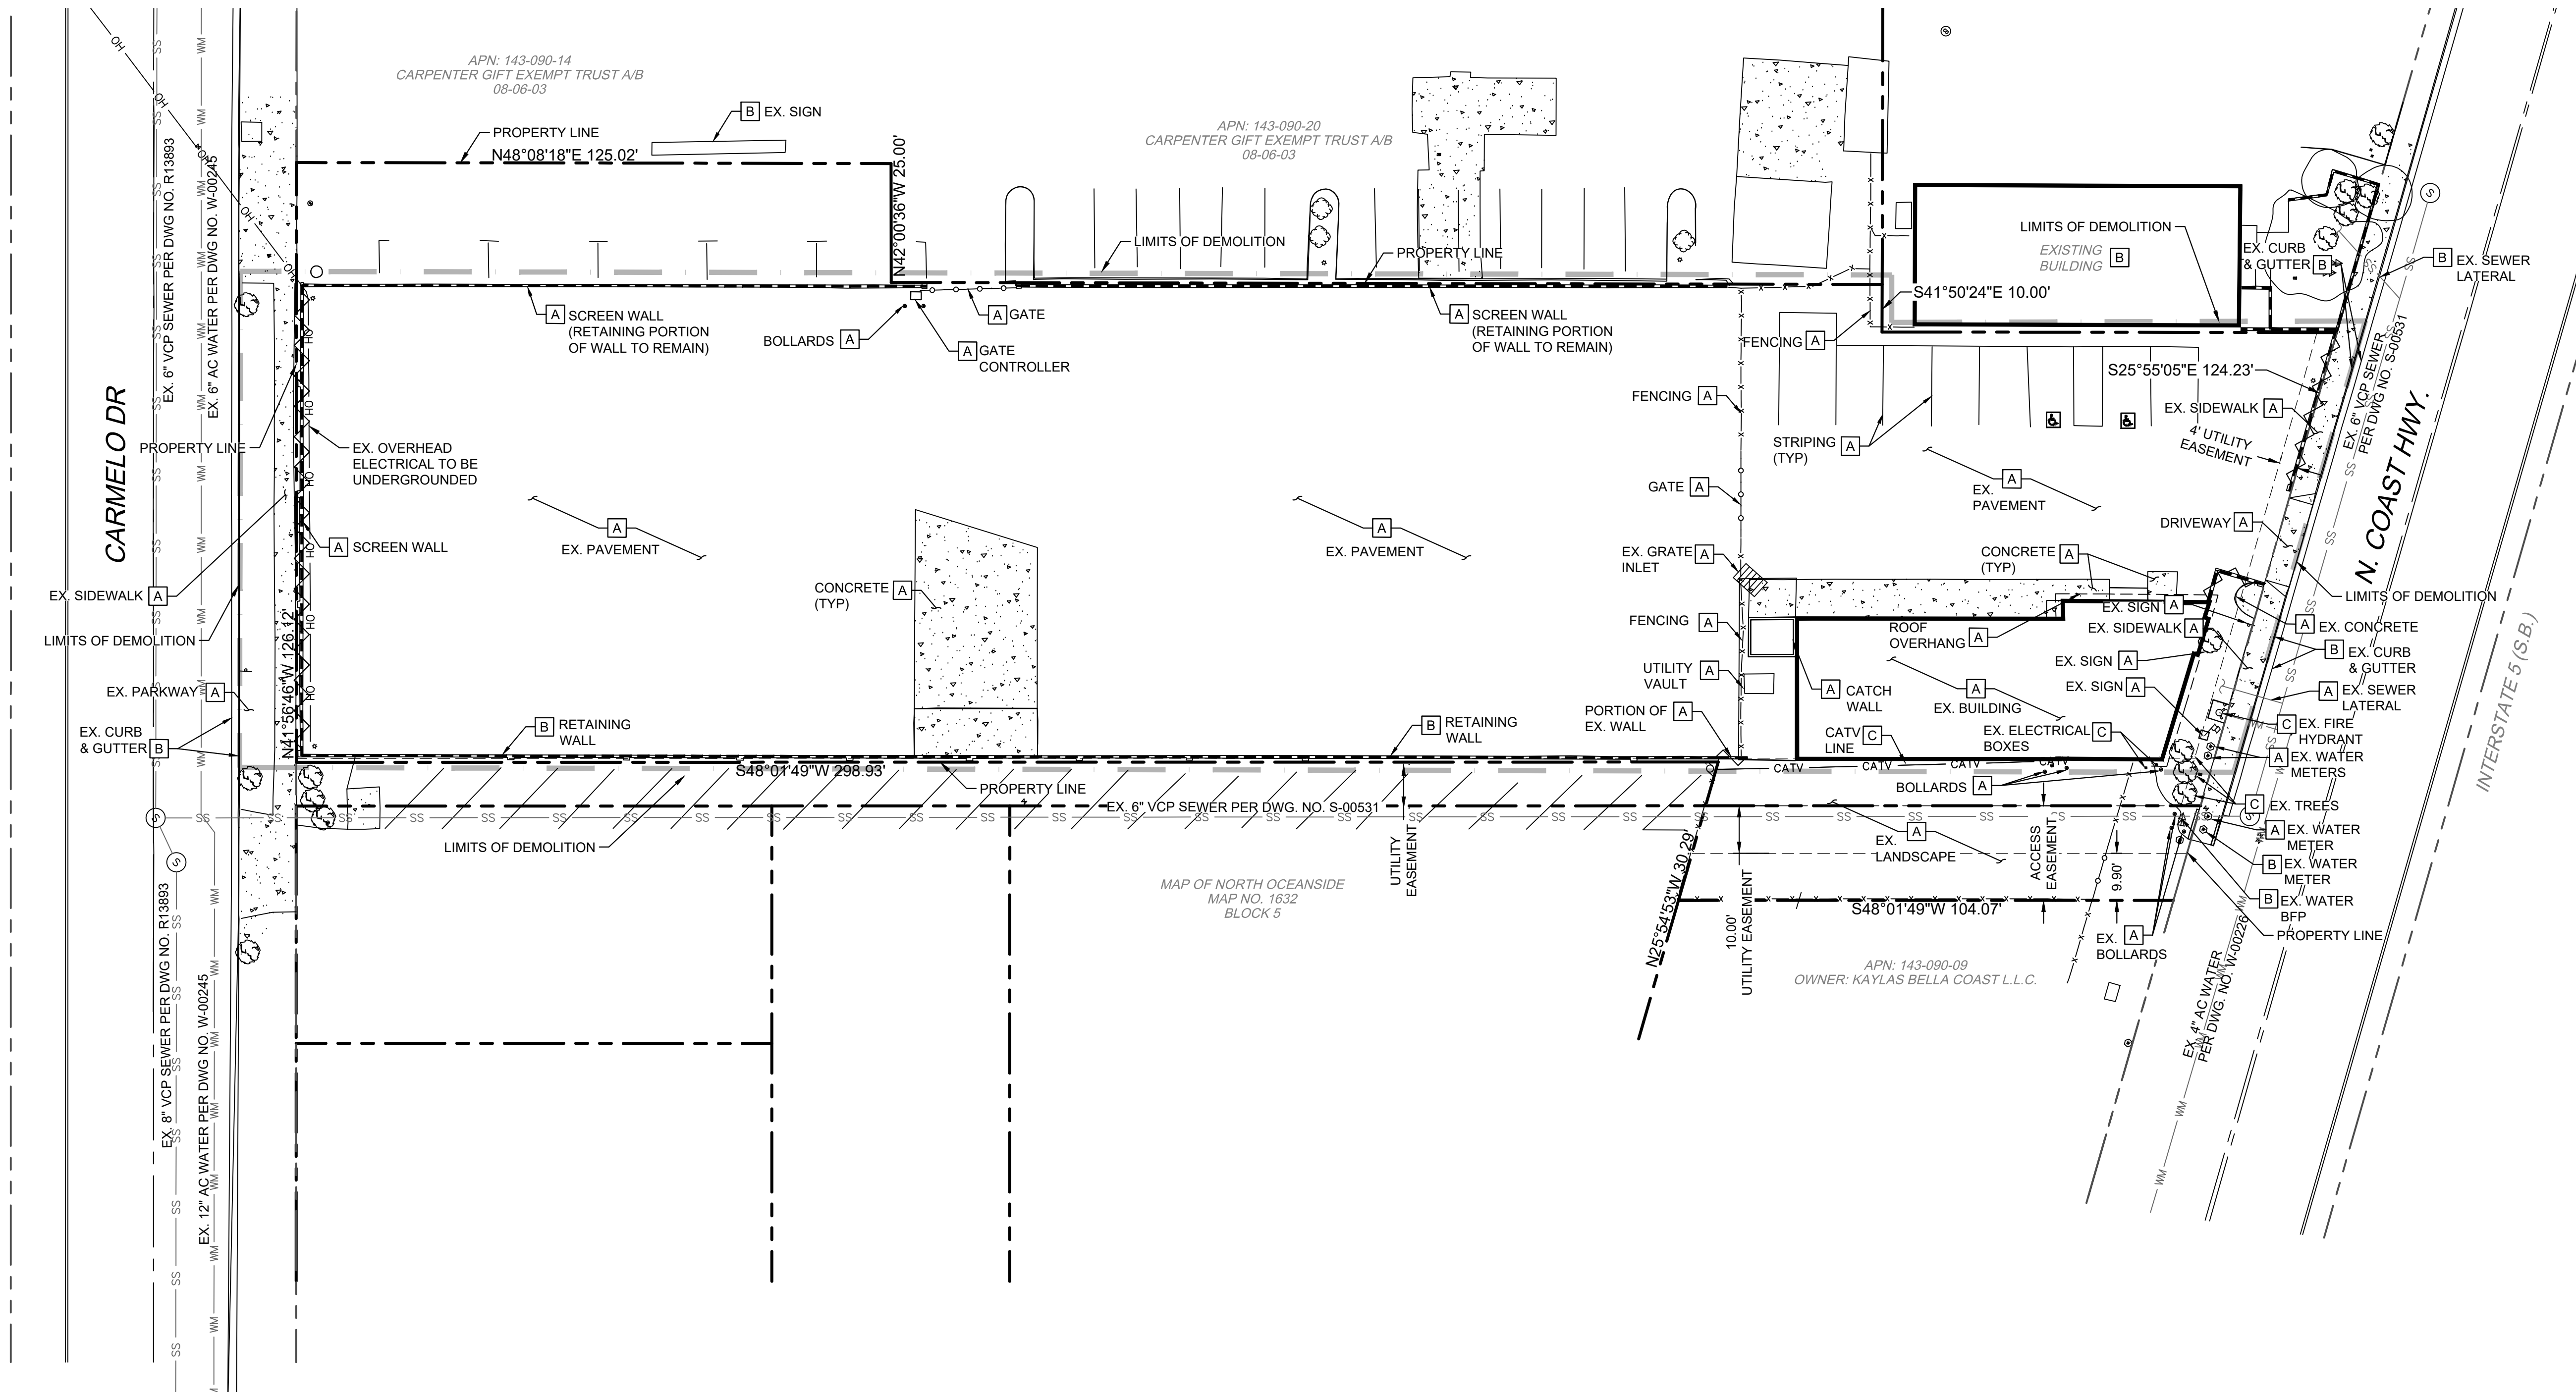 APN: 143-090-14
CARPENTER GIFT EXEMPT TRUST A/B
08-06-03
B EX. SIGN
PROPERTY LINE
N48°08'18"E 125.02'
N42°00'36"W 25.00'
APN: 143-090-20
CARPENTER GIFT EXEMPT TRUST A/B
08-06-03
LIMITS OF DEMOLITION
PROPERTY LINE
LIMITS OF DEMOLITION
EXISTING
BUILDING B
EX. CURB
& GUTTER B
B EX. SEWER
LATERAL
S41°50'24"E 10.00'
A SCREEN WALL
(RETAINING PORTION
OF WALL TO REMAIN)
BOLLARDS A
A GATE
A GATE
CONTROLLER
A SCREEN WALL
(RETAINING PORTION
OF WALL TO REMAIN)
FENCING A
S25°55'05"E 124.23'
EX. 6" VCP SEWER
PER DWG NO. S-00531
EX. 6" VCP SEWER PER DWG NO. R13893
EX. 6" AC WATER PER DWG NO. W-00245
CARMELO DR
PROPERTY LINE
EX. OVERHEAD
ELECTRICAL TO BE
UNDERGROUNDED
FENCING A
STRIPING A
(TYP)
EX. SIDEWALK A
4' UTILITY
EASEMENT
N. COAST HWY.
INTERSTATE 5 (S.B.)
GATE A
A
EX.
PAVEMENT
DRIVEWAY A
A SCREEN WALL
A
EX. PAVEMENT
A
EX. PAVEMENT
EX. GRATE A
INLET
CONCRETE A
(TYP)
CONCRETE A
(TYP)
EX. SIDEWALK A
LIMITS OF DEMOLITION
LIMITS OF DEMOLITION
N41°56'46"W 126.12'
FENCING A
ROOF
OVERHANG A
EX. SIGN A
EX. SIDEWALK A
A EX. CONCRETE
B EX. CURB
& GUTTER
EX. SIGN A
EX. SIGN A
A EX. SEWER
LATERAL
UTILITY A
VAULT
A CATCH
WALL
A
EX. BUILDING
EX. PARKWAY A
EX. CURB
& GUTTER B
B RETAINING
WALL
B RETAINING
WALL
PORTION OF A
EX. WALL
CATV C
LINE
EX. ELECTRICAL C
BOXES
C EX. FIRE
HYDRANT
A EX. WATER
METERS
S48°01'49"W 298.93'
PROPERTY LINE
CATV CATV CATV CATV
BOLLARDS A
C EX. TREES
EX. 6" VCP SEWER PER DWG. NO. S-00531
LIMITS OF DEMOLITION
UTILITY
EASEMENT
A
EX.
LANDSCAPE
ACCESS
EASEMENT
9.90'
A EX. WATER
METER
B EX. WATER
METER
B EX. WATER
BFP
PROPERTY LINE
MAP OF NORTH OCEANSIDE
MAP NO. 1632
BLOCK 5
N25°54'53"W 30.29'
10.00'
UTILITY EASEMENT
S48°01'49"W 104.07'
EX. A
BOLLARDS
APN: 143-090-09
OWNER: KAYLAS BELLA COAST L.L.C.
EX. 4" AC WATER
PER DWG. NO. W-00226
EX. 8" VCP SEWER PER DWG NO. R13893
EX. 12" AC WATER PER DWG NO. W-00245